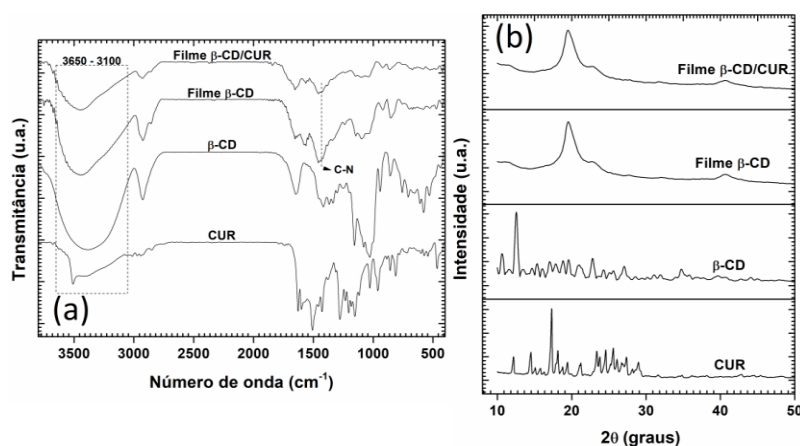 3650 - 3100
Filme β-CD/CUR
Filme β-CD
β-CD
C-N
CUR
(a)
3500 3000 2500 2000 1500 1000 500
Número de onda (cm⁻¹)
Transmitância (u.a.)
(b)
Filme β-CD/CUR
Filme β-CD
β-CD
CUR
10 20 30 40 50
2θ (graus)
Intensidade (u.a.)